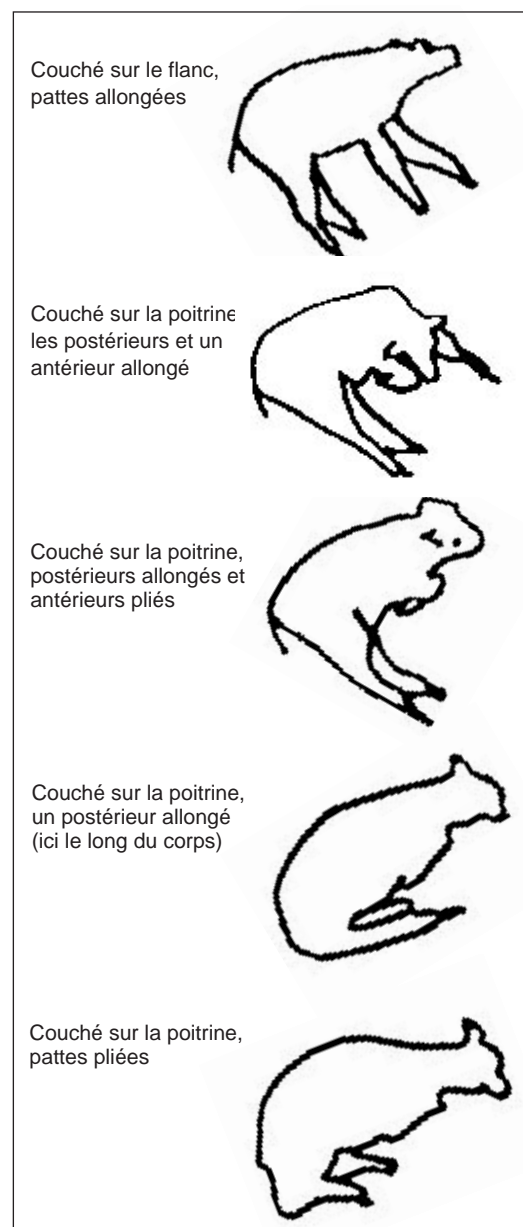 Couché sur le flanc,
pattes allongées
Couché sur la poitrine
les postérieurs et un
antérieur allongé
Couché sur la poitrine,
postérieurs allongés et
antérieurs pliés
Couché sur la poitrine,
un postérieur allongé
(ici le long du corps)
Couché sur la poitrine,
pattes pliées